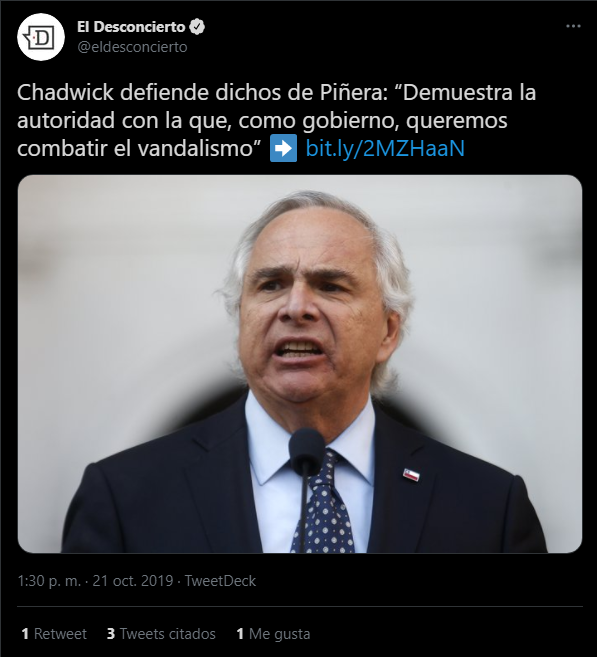 El Desconcierto
@eldesconcierto
Chadwick defiende dichos de Piñera: “Demuestra la
autoridad con la que, como gobierno, queremos
combatir el vandalismo” ➡ bit.ly/2MZHaaN
1:30 p. m. · 21 oct. 2019 · TweetDeck
1 Retweet 3 Tweets citados 1 Me gusta